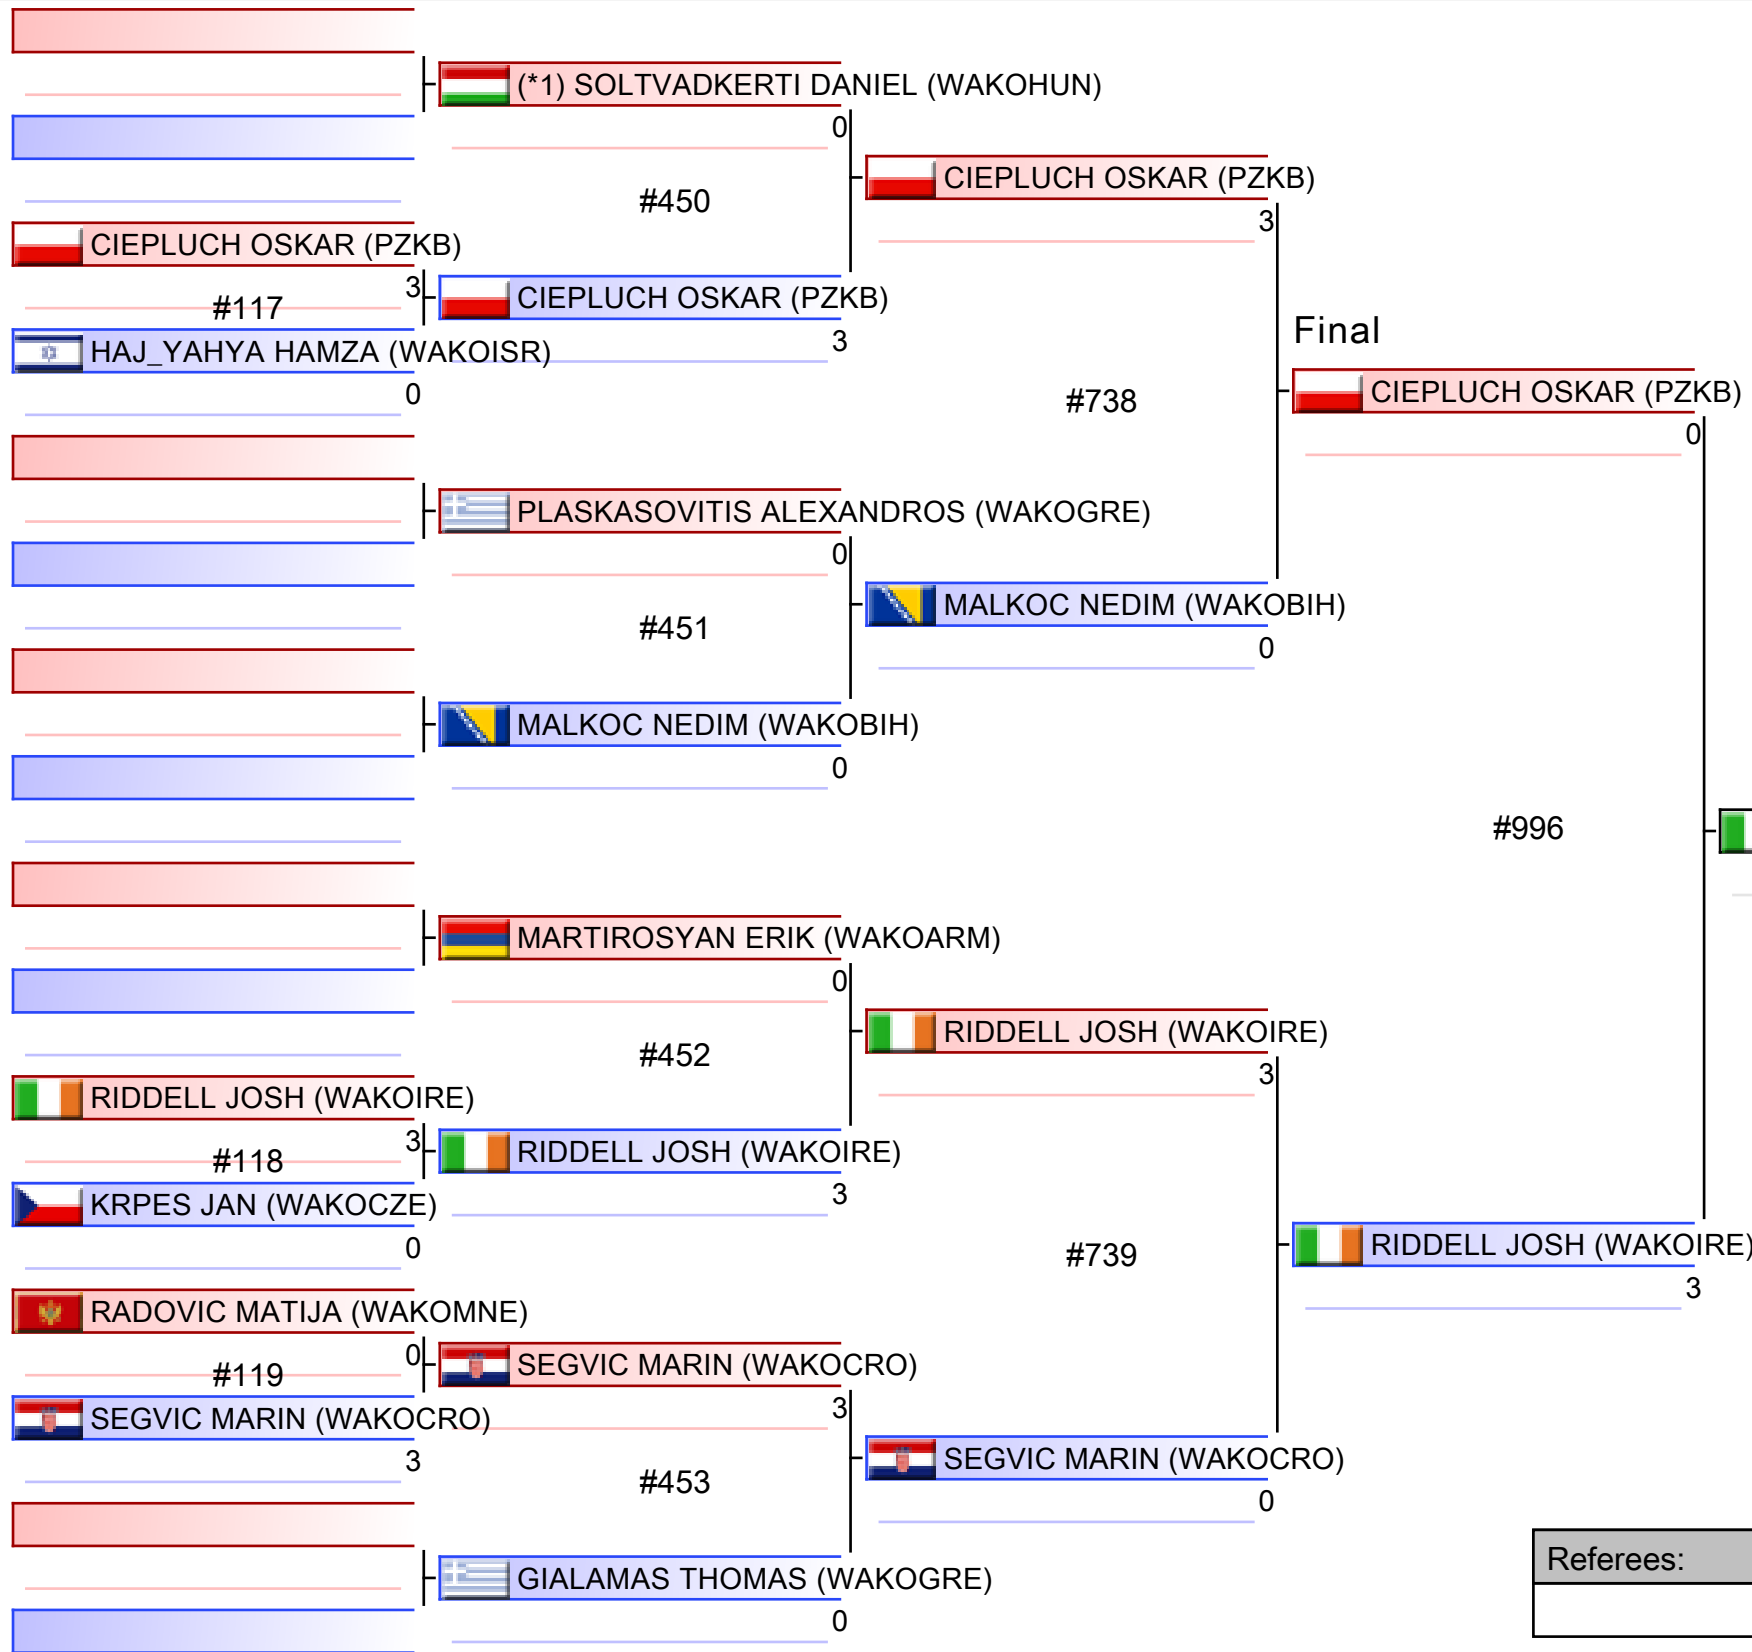 (*1) SOLTVADKERTI DANIEL (WAKOHUN)
0
CIEPLUCH OSKAR (PZKB)
3
#450
CIEPLUCH OSKAR (PZKB)
3
#117
CIEPLUCH OSKAR (PZKB)
3
HAJ_YAHYA HAMZA (WAKOISR)
0
Final
CIEPLUCH OSKAR (PZKB)
0
#738
PLASKASOVITIS ALEXANDROS (WAKOGRE)
0
MALKOC NEDIM (WAKOBIH)
0
#451
MALKOC NEDIM (WAKOBIH)
0
#996
MARTIROSYAN ERIK (WAKOARM)
0
RIDDELL JOSH (WAKOIRE)
3
#452
RIDDELL JOSH (WAKOIRE)
3
#118
RIDDELL JOSH (WAKOIRE)
3
KRPES JAN (WAKOCZE)
0
#739
RIDDELL JOSH (WAKOIRE)
3
RADOVIC MATIJA (WAKOMNE)
0
#119
SEGVIC MARIN (WAKOCRO)
3
SEGVIC MARIN (WAKOCRO)
3
#453
SEGVIC MARIN (WAKOCRO)
0
GIALAMAS THOMAS (WAKOGRE)
0
Referees: